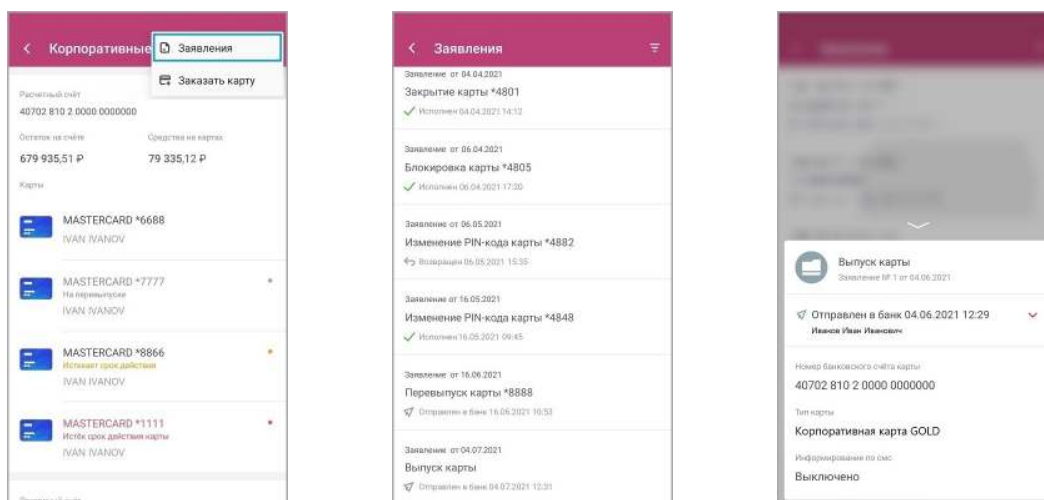 Корпоративные
Заявления
Заказать карту
Расчетный счёт
40702 810 2 0000 0000000
Остаток на счёте
Средства на картах
679 935,51 ₽
79 335,12 ₽
Карты
MASTERCARD *6688
IVAN IVANOV
MASTERCARD *7777
На перевыпуске
IVAN IVANOV
MASTERCARD *8866
Истекает срок действия
IVAN IVANOV
MASTERCARD *1111
Истёк срок действия карты
IVAN IVANOV
Заявления
Заявление от 04.04.2021
Закрытие карты *4801
Исполнен 04.04.2021 14:12
Заявление от 06.04.2021
Блокировка карты *4805
Исполнен 06.04.2021 17:20
Заявление от 06.05.2021
Изменение PIN-кода карты *4882
Возвращен 06.05.2021 15:35
Заявление от 16.05.2021
Изменение PIN-кода карты *4848
Исполнен 16.05.2021 09:45
Заявление от 16.06.2021
Перевыпуск карты *8888
Отправлен в банк 16.06.2021 10:53
Заявление от 04.07.2021
Выпуск карты
Отправлен в банк 04.07.2021 12:31
Выпуск карты
Заявление № 1 от 04.06.2021
Отправлен в банк 04.06.2021 12:29
Иванов Иван Иванович
Номер банковского счёта карты
40702 810 2 0000 0000000
Тип карты
Корпоративная карта GOLD
Информирование по смс
Выключено